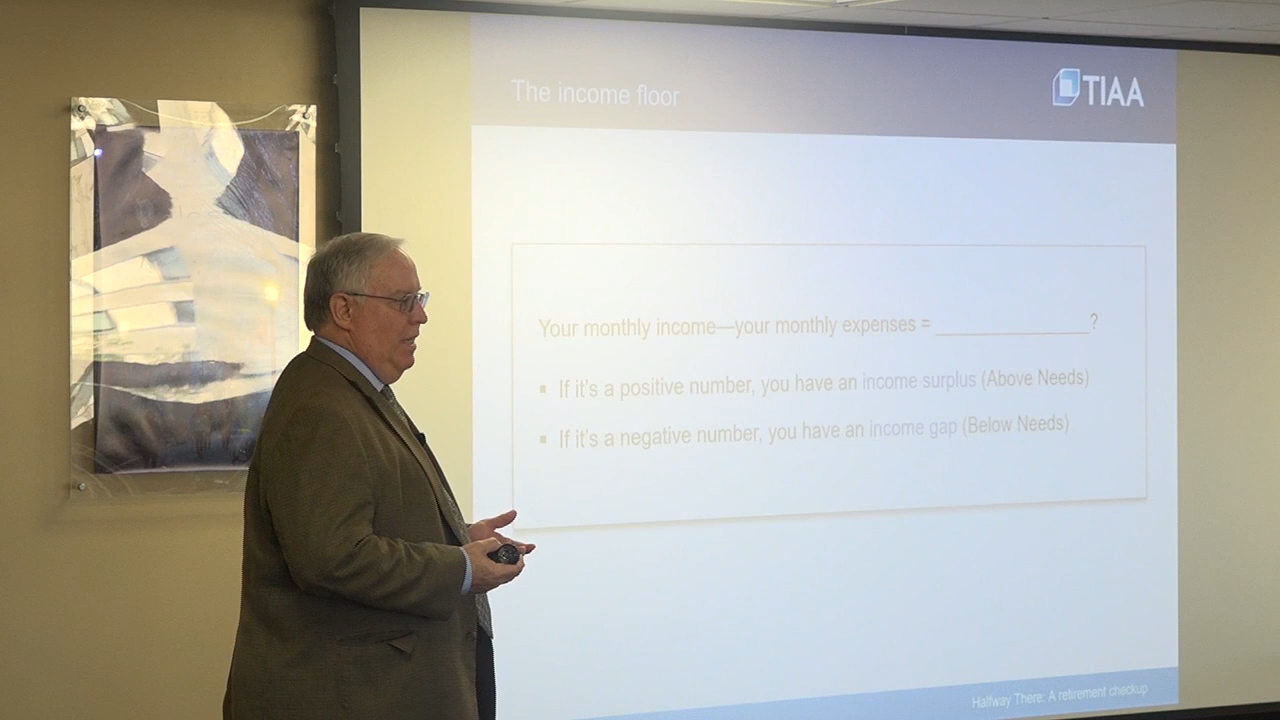 The income floor
TIAA
Your monthly income—your monthly expenses = ________________?
▪ If it's a positive number, you have an income surplus (Above Needs)
▪ If it's a negative number, you have an income gap (Below Needs)
Halfway There: A retirement checkup